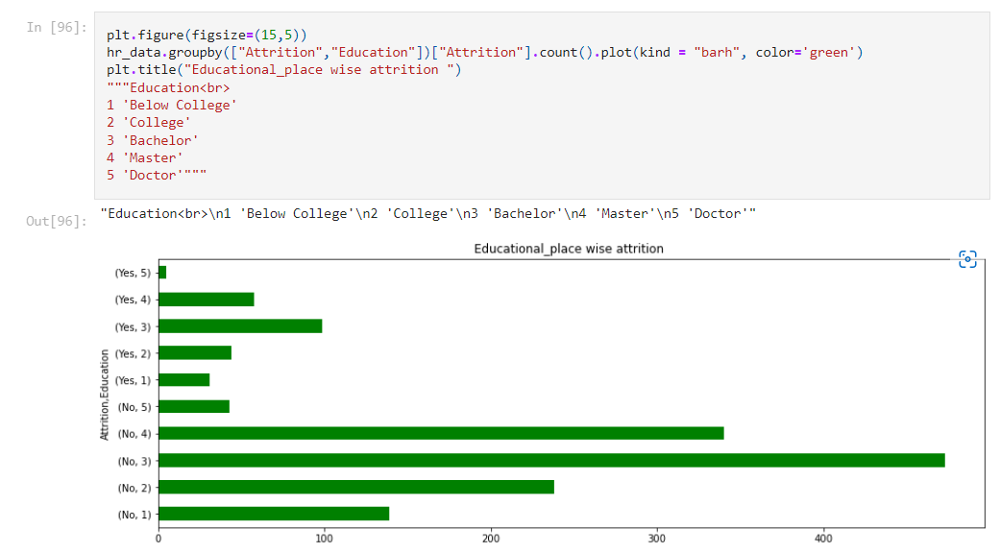 In [96]:
plt.figure(figsize=(15,5))
hr_data.groupby(["Attrition","Education"])["Attrition"].count().plot(kind = "barh", color='green')
plt.title("Educational_place wise attrition ")
"""Education<br>
1 'Below College'
2 'College'
3 'Bachelor'
4 'Master'
5 'Doctor'"""
Out[96]:
"Education<br>\n1 'Below College'\n2 'College'\n3 'Bachelor'\n4 'Master'\n5 'Doctor'"
Educational_place wise attrition
Attrition,Education
(Yes, 5)
(Yes, 4)
(Yes, 3)
(Yes, 2)
(Yes, 1)
(No, 5)
(No, 4)
(No, 3)
(No, 2)
(No, 1)
0 100 200 300 400